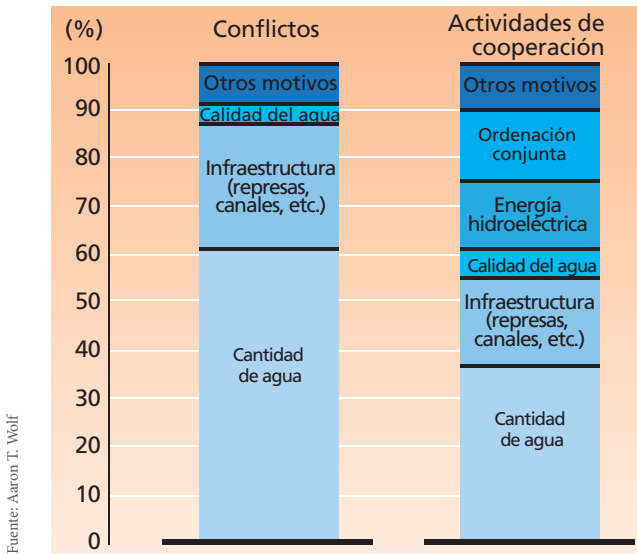 (%)
Conflictos
Actividades de
cooperación
100
90
80
70
60
50
40
30
20
10
0
Otros motivos
Calidad del agua
Infraestructura
(represas,
canales, etc.)
Cantidad
de agua
Otros motivos
Ordenación
conjunta
Energía
hidroeléctrica
Calidad del agua
Infraestructura
(represas,
canales, etc.)
Cantidad
de agua
Fuente: Aaron T. Wolf